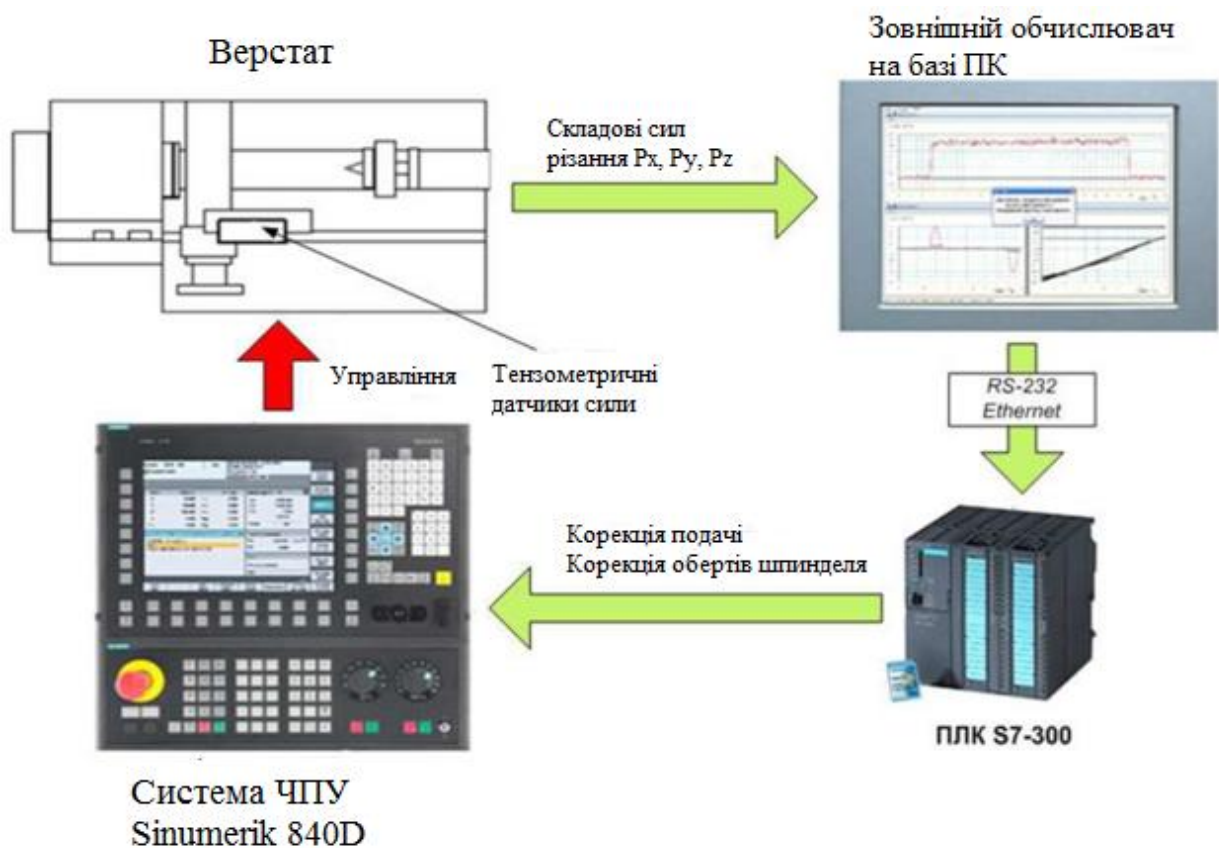 Верстат
Зовнішній обчислювач
на базі ПК
Складові сил
різання Px, Py, Pz
Управління
Тензометричні
датчики сили
RS-232
Ethernet
Корекція подачі
Корекція обертів шпинделя
ПЛК S7-300
Система ЧПУ
Sinumerik 840D